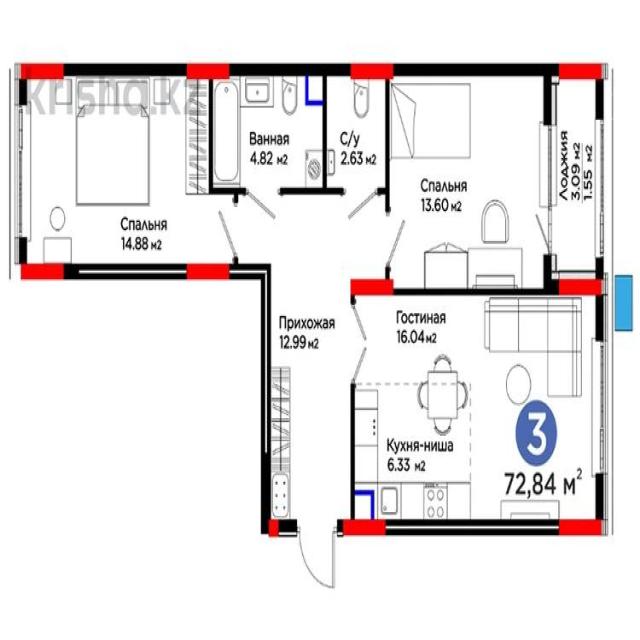 krisha.kz
Ванная
4.82 м2
С/у
2.63 м2
Спальня
14.88 м2
Спальня
13.60 м2
Лоджия
3.09 м2
1.55 м2
Прихожая
12.99 м2
Гостиная
16.04 м2
Кухня-ниша
6.33 м2
3
72,84 м2